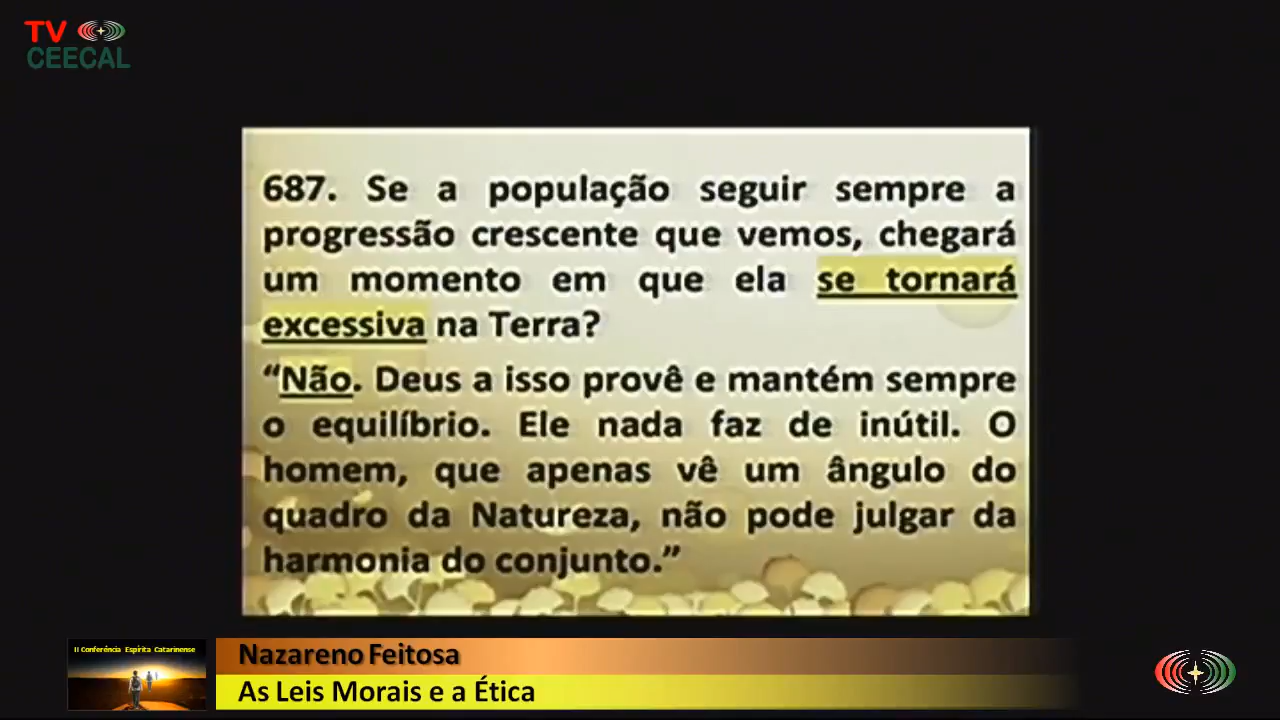 TV
CEECAL
687. Se a população seguir sempre a
progressão crescente que vemos, chegará
um momento em que ela se tornará
excessiva na Terra?
“Não. Deus a isso provê e mantém sempre
o equilíbrio. Ele nada faz de inútil. O
homem, que apenas vê um ângulo do
quadro da Natureza, não pode julgar da
harmonia do conjunto.”
II Conferência Espírita Catarinense
Nazareno Feitosa
As Leis Morais e a Ética